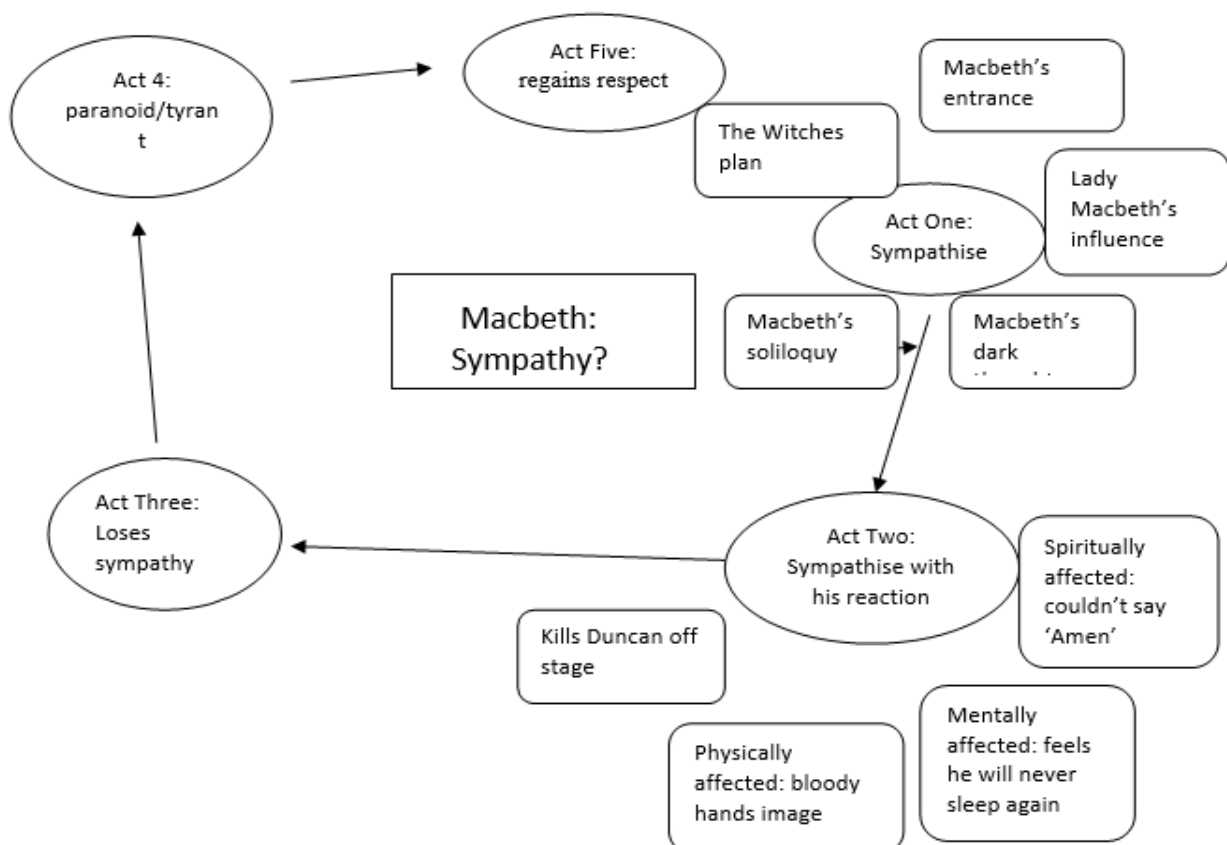 Act 4:
paranoid/tyran
t
Act Five:
regains respect
Macbeth’s
entrance
The Witches
plan
Lady
Macbeth’s
influence
Act One:
Sympathise
Macbeth:
Sympathy?
Macbeth’s
soliloquy
Macbeth’s
dark
Act Three:
Loses
sympathy
Act Two:
Sympathise with
his reaction
Spiritually
affected:
couldn’t say
‘Amen’
Kills Duncan off
stage
Physically
affected: bloody
hands image
Mentally
affected: feels
he will never
sleep again